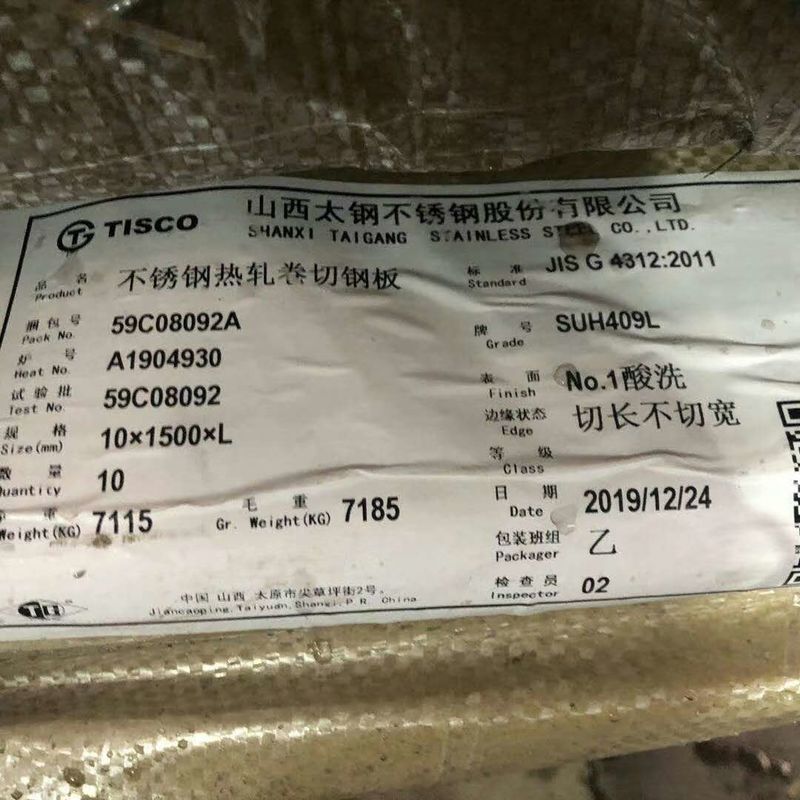 TISCO
山西太钢不锈钢股份有限公司
SHANXI TAIGANG STAINLESS STEEL CO.,LTD.
品名 不锈钢热轧卷切钢板
Product
标准 JIS G 4312:2011
Standard
捆包号 59C08092A
Pack No.
牌号 SUH409L
Grade
炉号 A1904930
Heat No.
表面 No.1酸洗
Finish
试验批 59C08092
Test No.
边缘状态 切长不切宽
Edge
规格 10×1500×L
Size(mm)
等级
Class
数量 10
Quantity
日期 2019/12/24
Date
重 7115
Weight(KG)
毛重 7185
Gr. Weight(KG)
包装班组 乙
Packager
检查员 02
Inspector
中国 山西 太原市尖草坪街2号。
Jiancaoping,Taiyuan,Shanxi,P.R. China